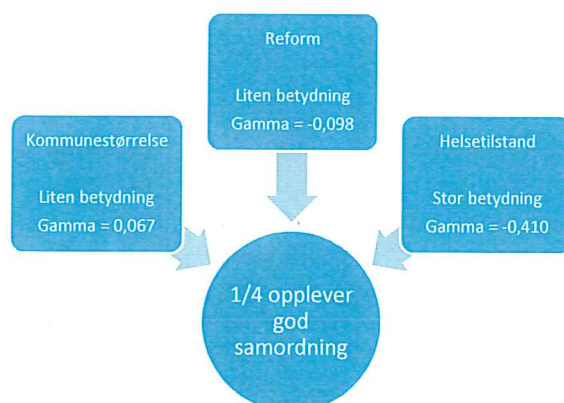 Reform
Liten betydning
Gamma = -0,098
Kommunestørrelse
Liten betydning
Gamma = 0,067
Helsetilstand
Stor betydning
Gamma = -0,410
1/4 opplever
god
samordning